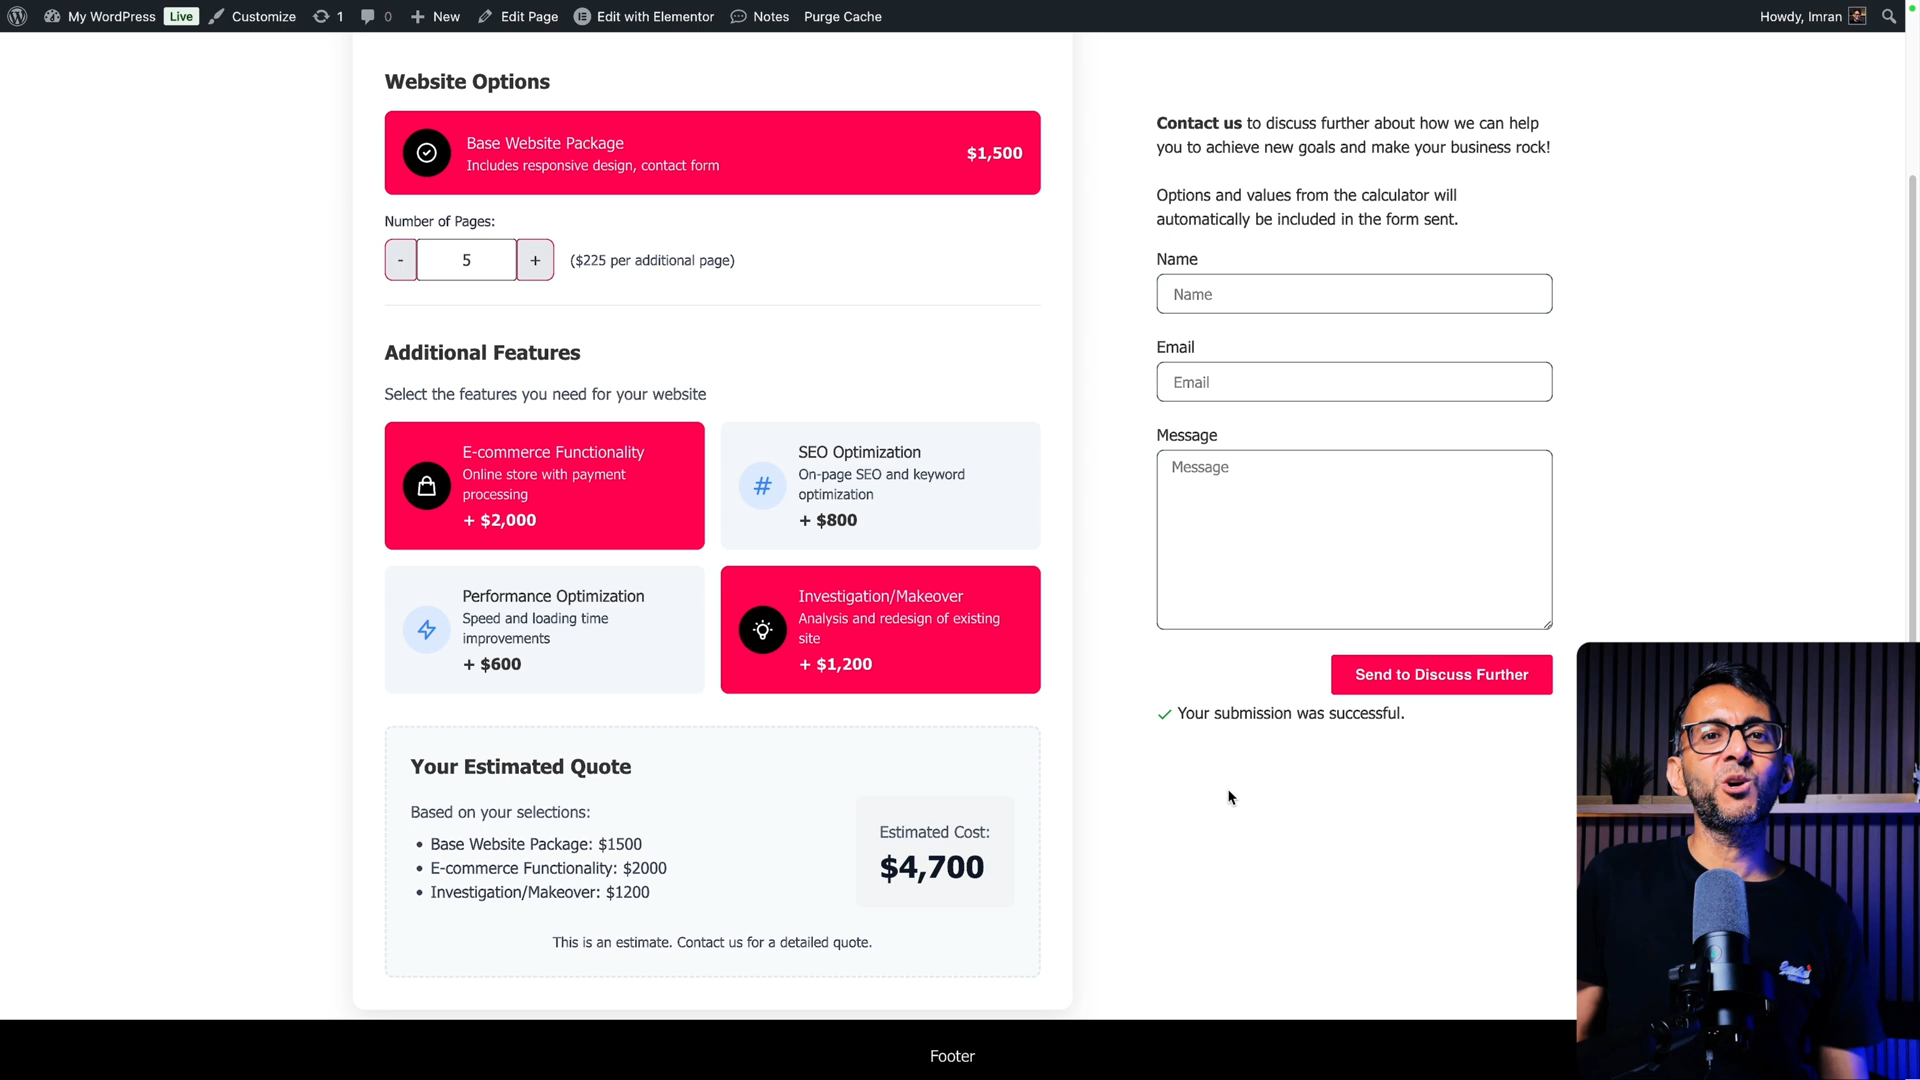 My WordPress Live Customize 1 0 New Edit Page Edit with Elementor Notes Purge Cache Howdy, Imran
Website Options
Base Website Package
Includes responsive design, contact form
$1,500
Number of Pages:
- 5 + ($225 per additional page)
Additional Features
Select the features you need for your website
E-commerce Functionality
Online store with payment
processing
+ $2,000
SEO Optimization
On-page SEO and keyword
optimization
+ $800
Performance Optimization
Speed and loading time
improvements
+ $600
Investigation/Makeover
Analysis and redesign of existing
site
+ $1,200
Your Estimated Quote
Based on your selections:
• Base Website Package: $1500
• E-commerce Functionality: $2000
• Investigation/Makeover: $1200
Estimated Cost:
$4,700
This is an estimate. Contact us for a detailed quote.
Contact us to discuss further about how we can help
you to achieve new goals and make your business rock!
Options and values from the calculator will
automatically be included in the form sent.
Name
Name
Email
Email
Message
Message
Send to Discuss Further
Your submission was successful.
Footer